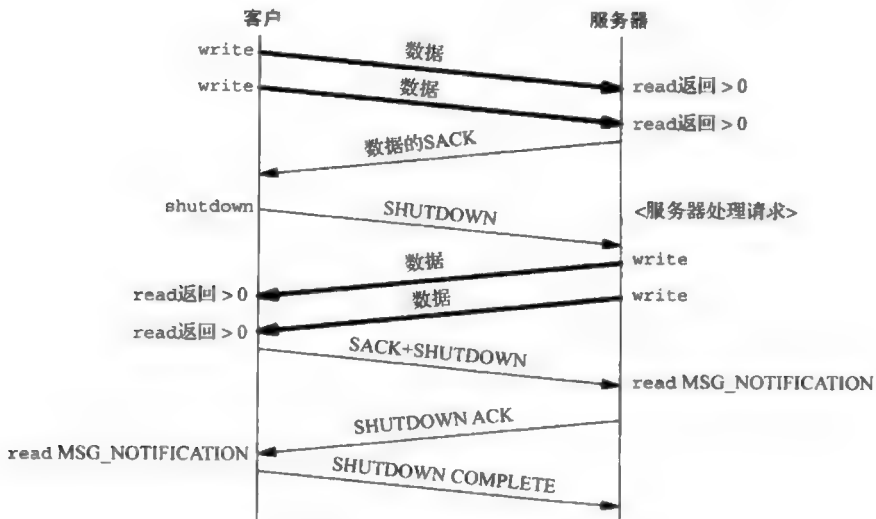 客户 服务器
write 数据
write 数据 read返回 > 0
read返回 > 0
数据的SACK
shutdown SHUTDOWN <服务器处理请求>
数据 write
read返回 > 0 数据 write
read返回 > 0
SACK+SHUTDOWN
read MSG_NOTIFICATION
SHUTDOWN ACK
read MSG_NOTIFICATION
SHUTDOWN COMPLETE